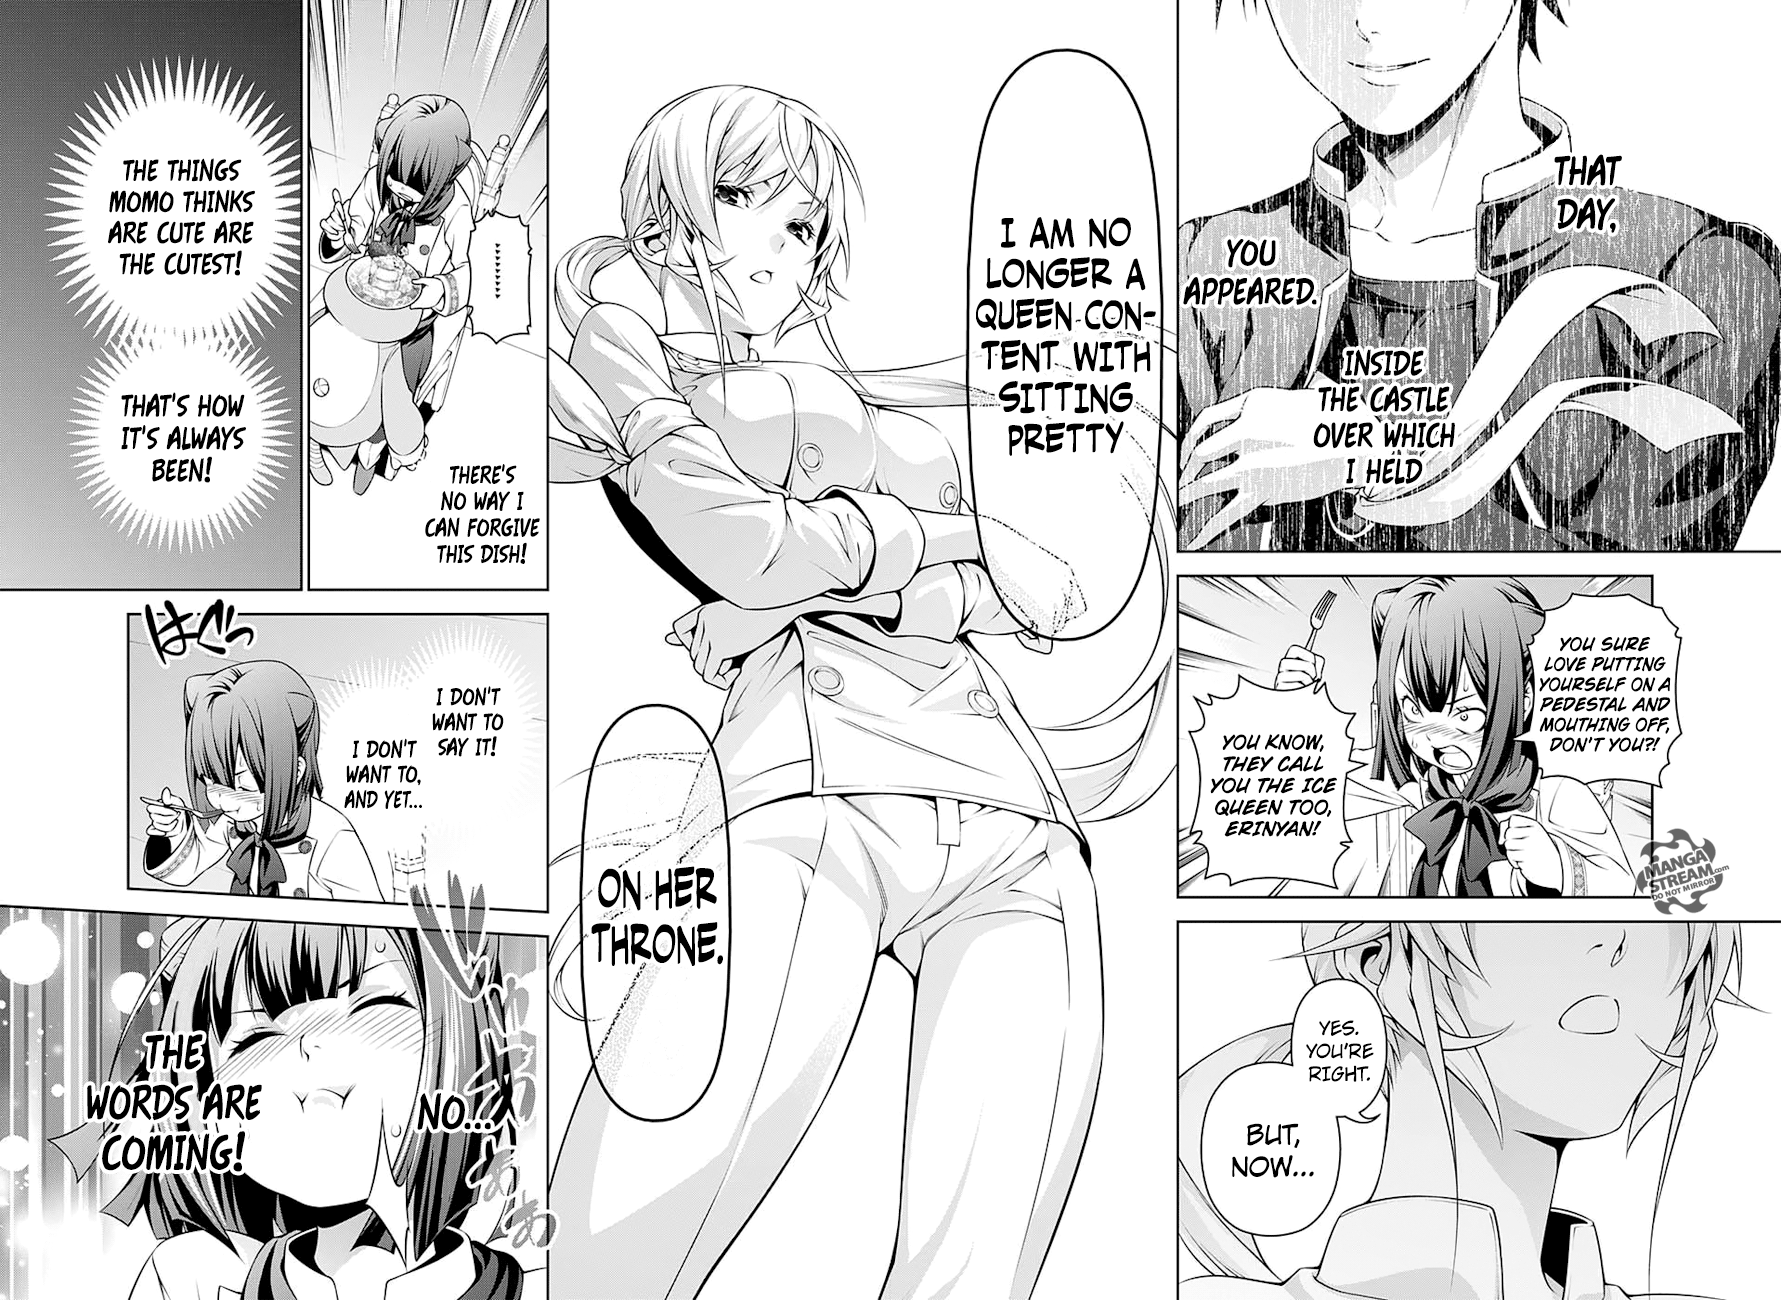 THAT
DAY,
YOU
APPEARED.
INSIDE
THE CASTLE
OVER WHICH
I HELD
YOU SURE
LOVE PUTTING
YOURSELF ON A
PEDESTAL AND
MOUTHING OFF,
DON'T YOU?!
YOU KNOW,
THEY CALL
YOU THE ICE
QUEEN TOO,
ERINYAN!
MANGA
STREAM.com
DO NOT MIRROR
YES.
YOU'RE
RIGHT.
BUT,
NOW...
I AM NO
LONGER A
QUEEN CON-
TENT WITH
SITTING
PRETTY
ON HER
THRONE.
THERE'S
NO WAY I
CAN FORGIVE
THIS DISH!
THE THINGS
MOMO THINKS
ARE CUTE ARE
THE CUTEST!
THAT'S HOW
IT'S ALWAYS
BEEN!
はぐっ
I DON'T
WANT TO
SAY IT!
I DON'T
WANT TO,
AND YET...
NO...
THE
WORDS ARE
COMING!